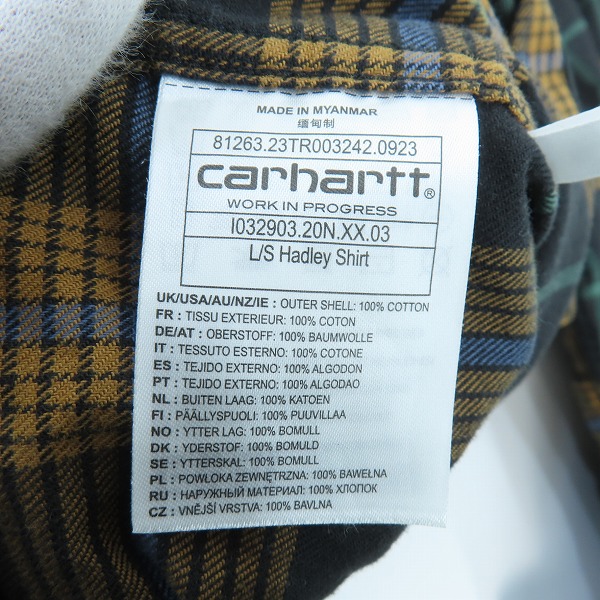 MADE IN MYANMAR
缅甸制
81263.23TR003242.0923
carhartt®
WORK IN PROGRESS
I032903.20N.XX.03
L/S Hadley Shirt
UK/USA/AU/NZ/IE : OUTER SHELL: 100% COTTON
FR : TISSU EXTERIEUR: 100% COTON
DE/AT : OBERSTOFF: 100% BAUMWOLLE
IT : TESSUTO ESTERNO: 100% COTONE
ES : TEJIDO EXTERNO: 100% ALGODON
PT : TEJIDO EXTERNO: 100% ALGODAO
NL : BUITEN LAAG: 100% KATOEN
FI : PÄÄLLYSPUOLI: 100% PUUVILLAA
NO : YTTER LAG: 100% BOMULL
DK : YDERSTOF: 100% BOMULD
SE : YTTERSKAL: 100% BOMULL
PL : POWŁOKA ZEWNĘTRZNA: 100% BAWEŁNA
RU : НАРУЖНЫЙ МАТЕРИАЛ: 100% ХЛОПОК
CZ : VNĚJŠÍ VRSTVA: 100% BAVLNA